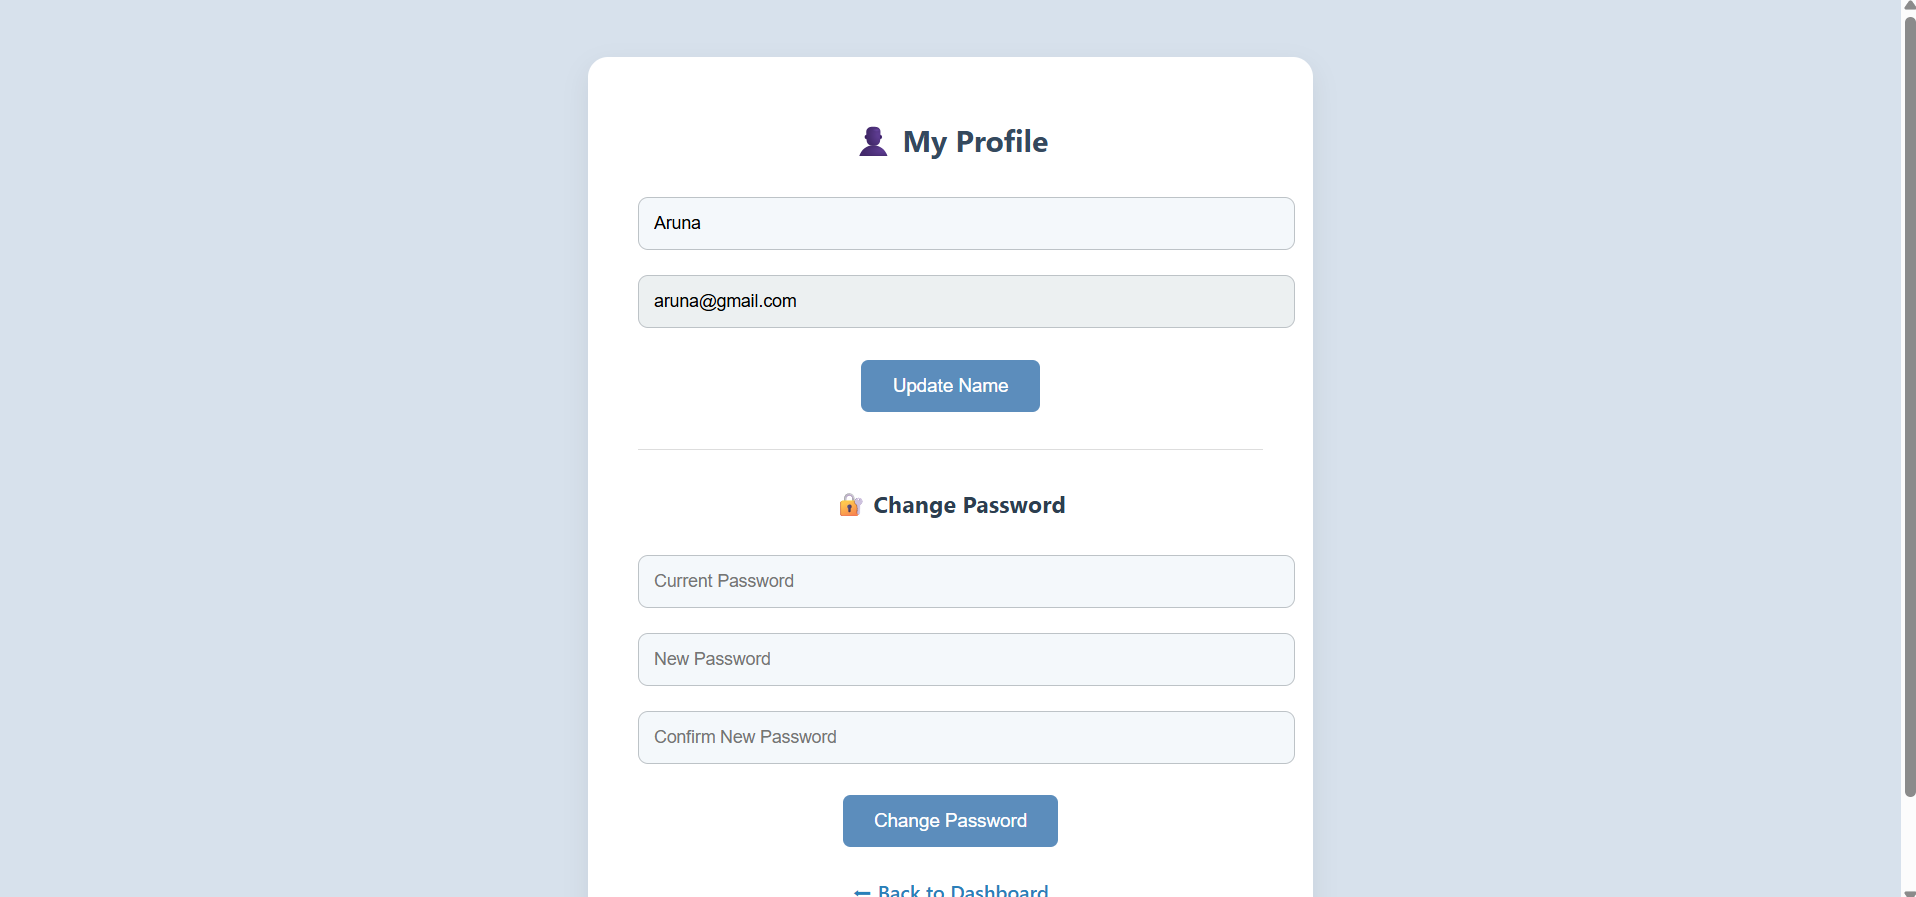 My Profile
Aruna
aruna@gmail.com
Update Name
Change Password
Current Password
New Password
Confirm New Password
Change Password
← Back to Dashboard